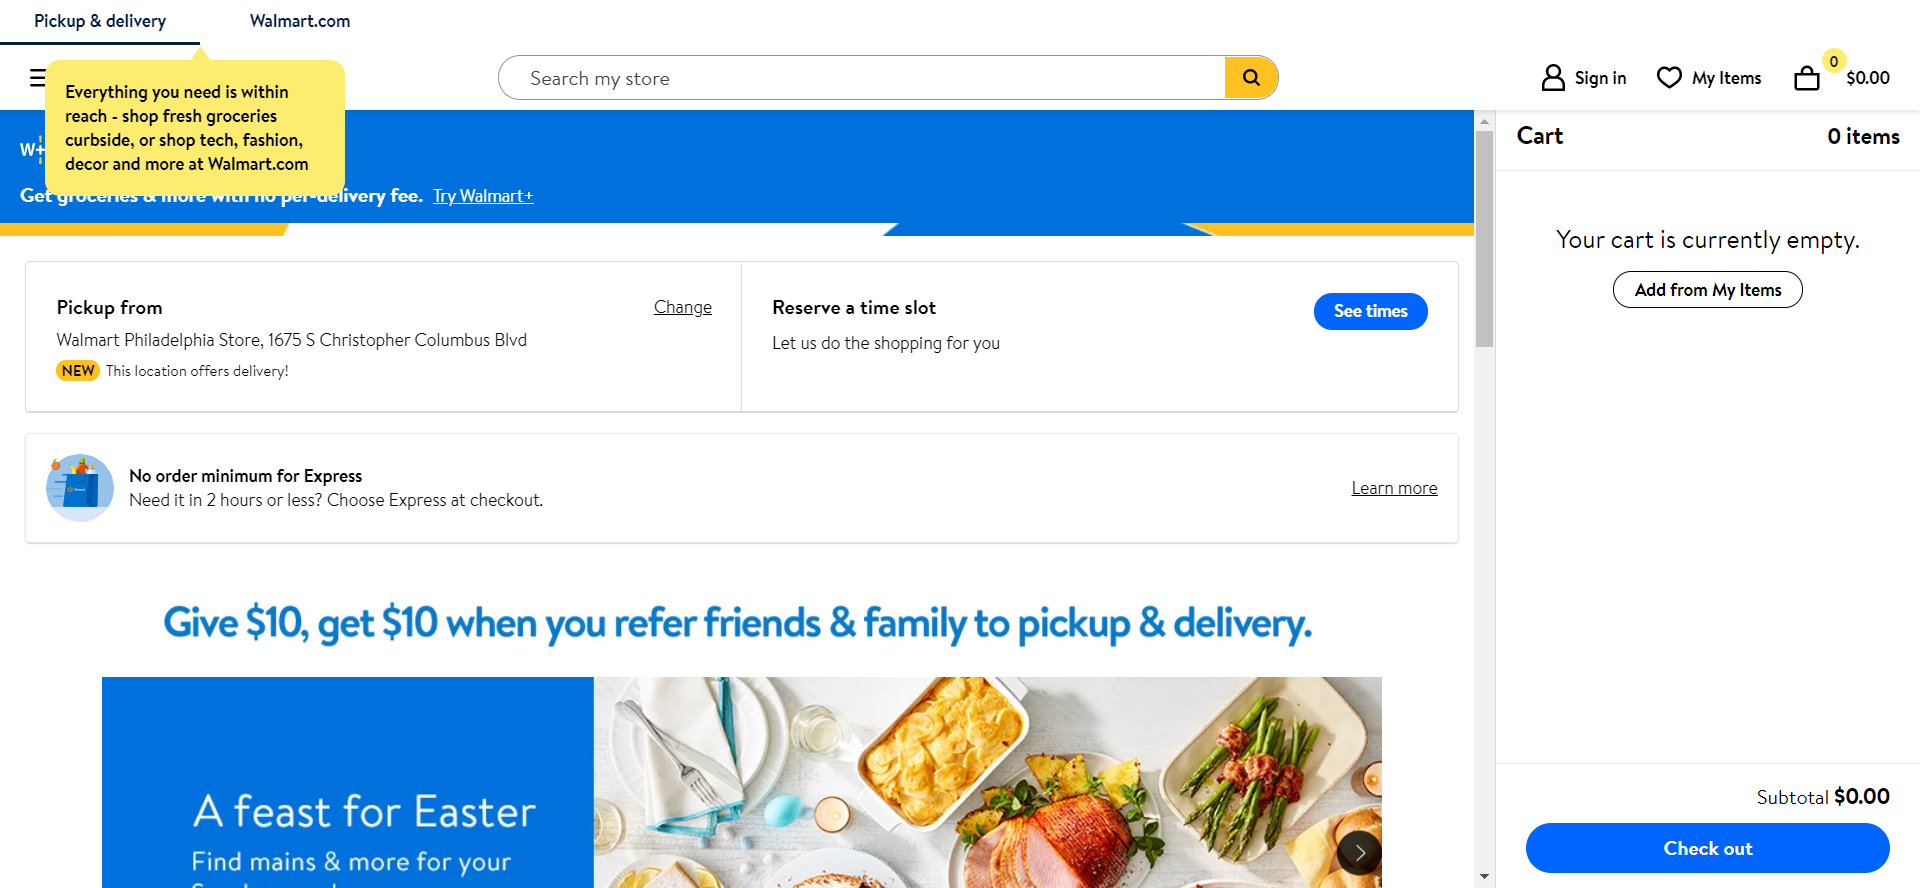 Pickup & delivery
Walmart.com
Everything you need is within
reach - shop fresh groceries
curbside, or shop tech, fashion,
decor and more at Walmart.com
Search my store
Sign in
My Items
0
$0.00
W+
Get groceries & more with no per-delivery fee. Try Walmart+
Pickup from
Change
Walmart Philadelphia Store, 1675 S Christopher Columbus Blvd
NEW This location offers delivery!
Reserve a time slot
See times
Let us do the shopping for you
No order minimum for Express
Need it in 2 hours or less? Choose Express at checkout.
Learn more
Give $10, get $10 when you refer friends & family to pickup & delivery.
A feast for Easter
Find mains & more for your
Cart
0 items
Your cart is currently empty.
Add from My Items
Subtotal $0.00
Check out